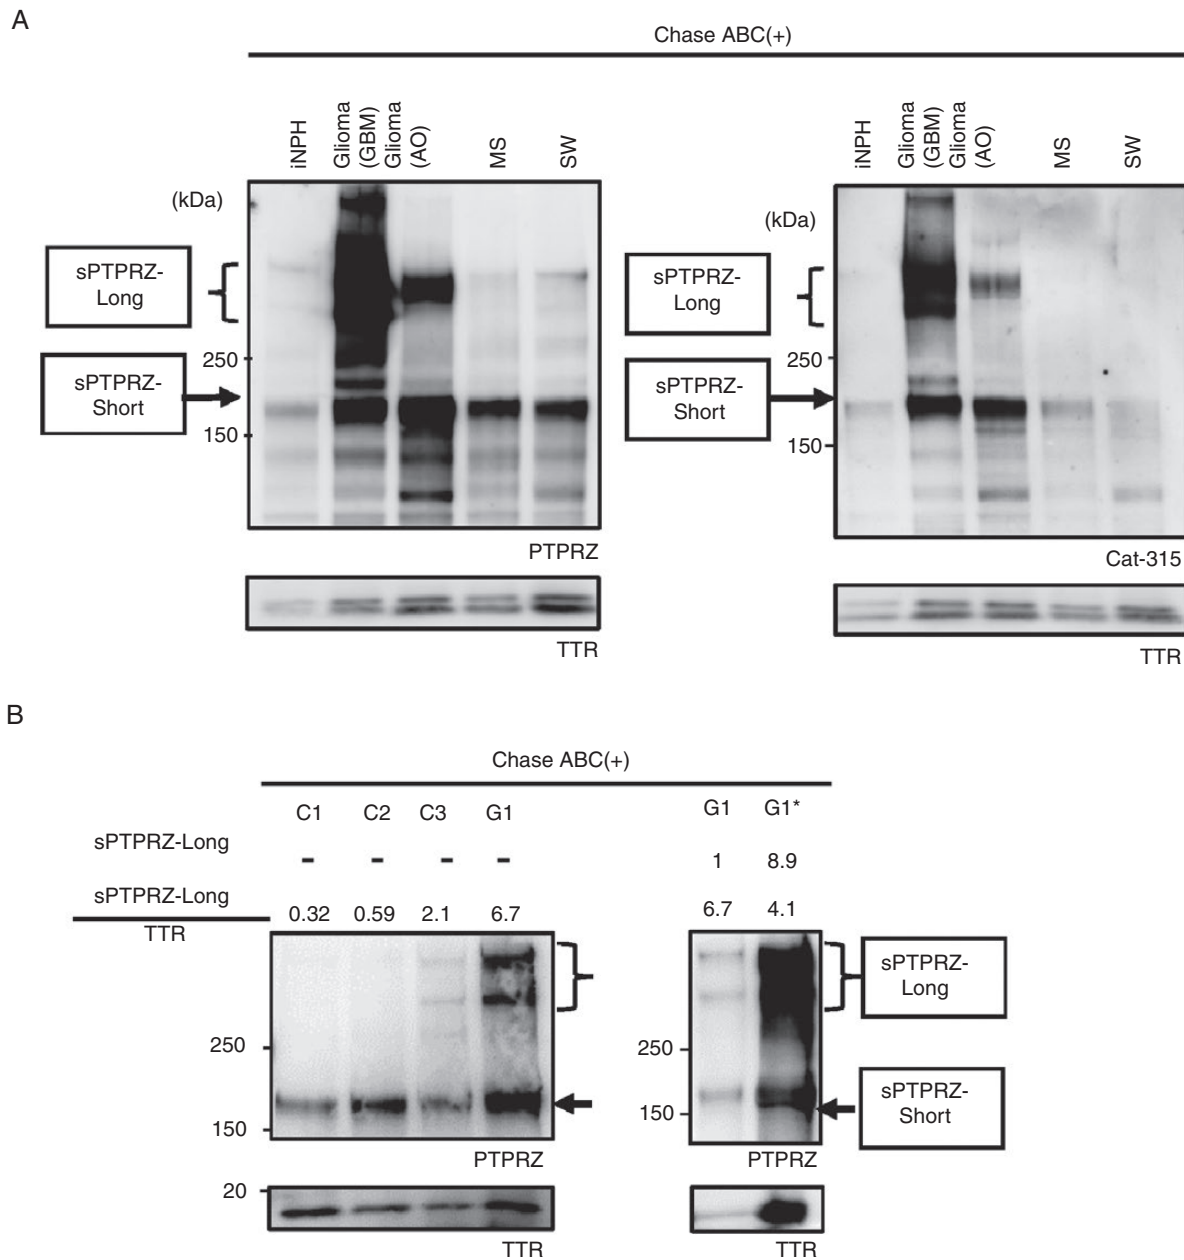 A
Chase ABC(+)
iNPH
Glioma
(GBM)
Glioma
(AO)
MS
SW
(kDa)
sPTPRZ-
Long
250
sPTPRZ-
Short
150
PTPRZ
TTR
iNPH
Glioma
(GBM)
Glioma
(AO)
MS
SW
(kDa)
sPTPRZ-
Long
250
sPTPRZ-
Short
150
Cat-315
TTR
B
Chase ABC(+)
C1 C2 C3 G1 G1 G1*
sPTPRZ-Long - - - - 1 8.9
sPTPRZ-Long
TTR
0.32 0.59 2.1 6.7 6.7 4.1
250
150
PTPRZ
20
TTR
250
150
sPTPRZ-
Long
sPTPRZ-
Short
PTPRZ
TTR